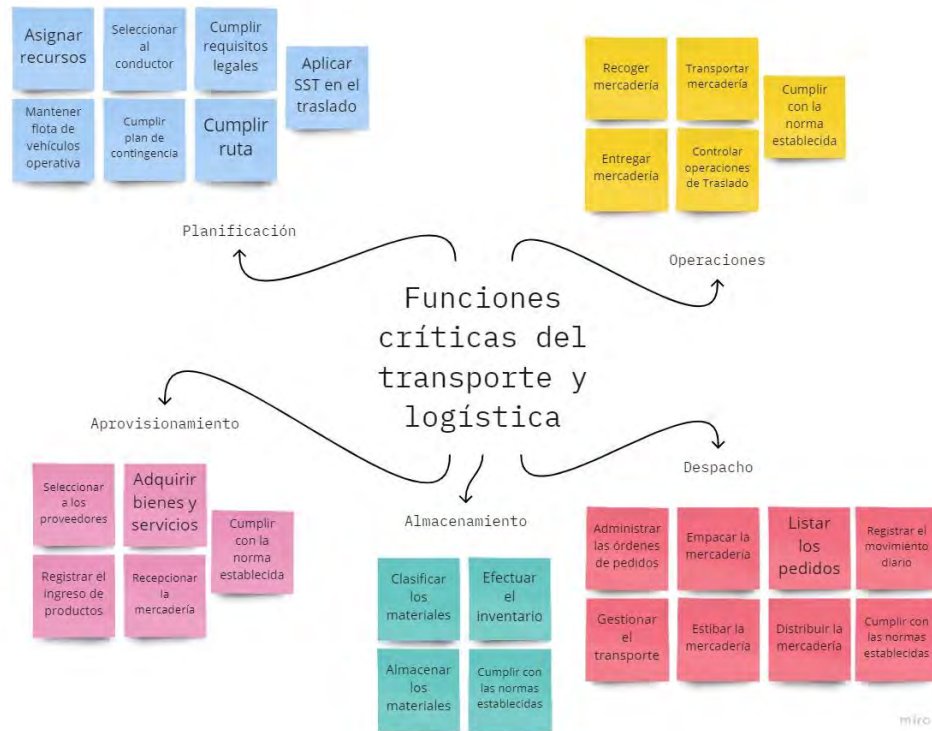 Asignar
recursos
Seleccionar
al
conductor
Cumplir
requisitos
legales
Aplicar
SST en el
traslado
Mantener
flota de
vehículos
operativa
Cumplir
plan de
contingencia
Cumplir
ruta
Planificación
Recoger
mercadería
Transportar
mercadería
Cumplir
con la
norma
establecida
Entregar
mercadería
Controlar
operaciones
de Traslado
Operaciones
Funciones
críticas del
transporte y
logística
Aprovisionamiento
Seleccionar
a los
proveedores
Adquirir
bienes y
servicios
Cumplir
con la
norma
establecida
Registrar el
ingreso de
productos
Recepcionar
la
mercadería
Almacenamiento
Clasificar
los
materiales
Efectuar
el
inventario
Almacenar
los
materiales
Cumplir con
las normas
establecidas
Despacho
Administrar
las órdenes
de pedidos
Empacar la
mercadería
Listar
los
pedidos
Registrar el
movimiento
diario
Gestionar
el
transporte
Estibar la
mercadería
Distribuir la
mercadería
Cumplir con
las normas
establecidas
miro